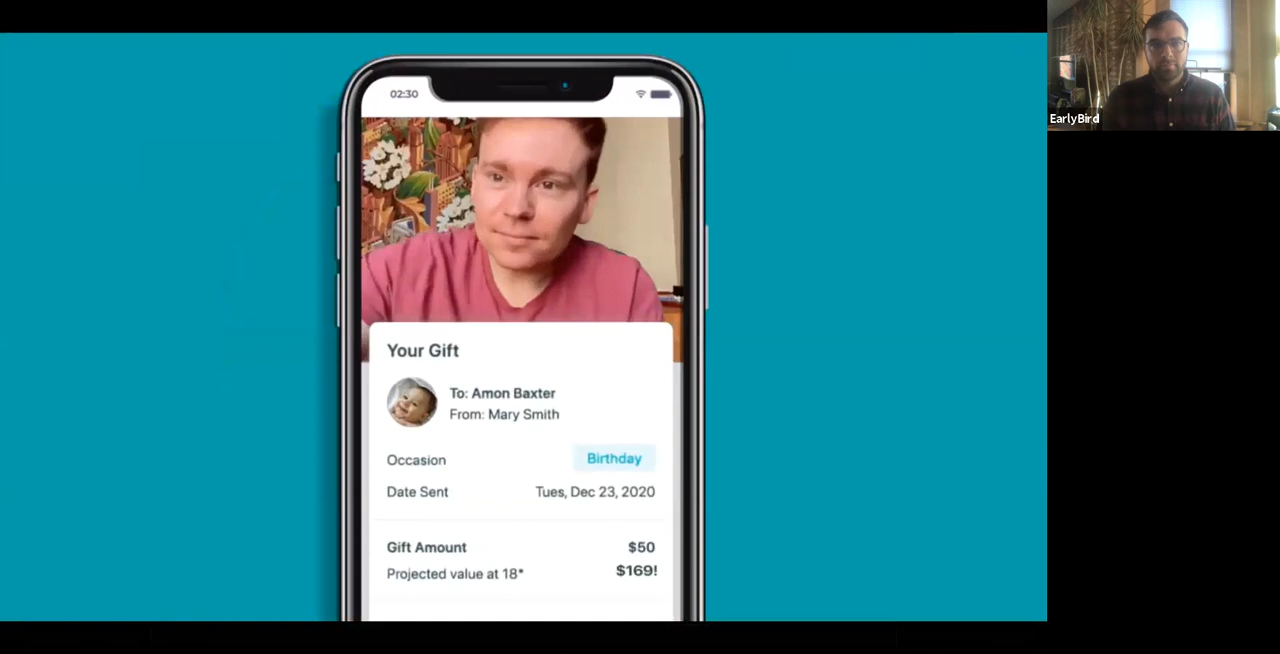 02:30
EarlyBird
Your Gift
To: Amon Baxter
From: Mary Smith
Occasion
Birthday
Date Sent
Tues, Dec 23, 2020
Gift Amount
$50
Projected value at 18*
$169!